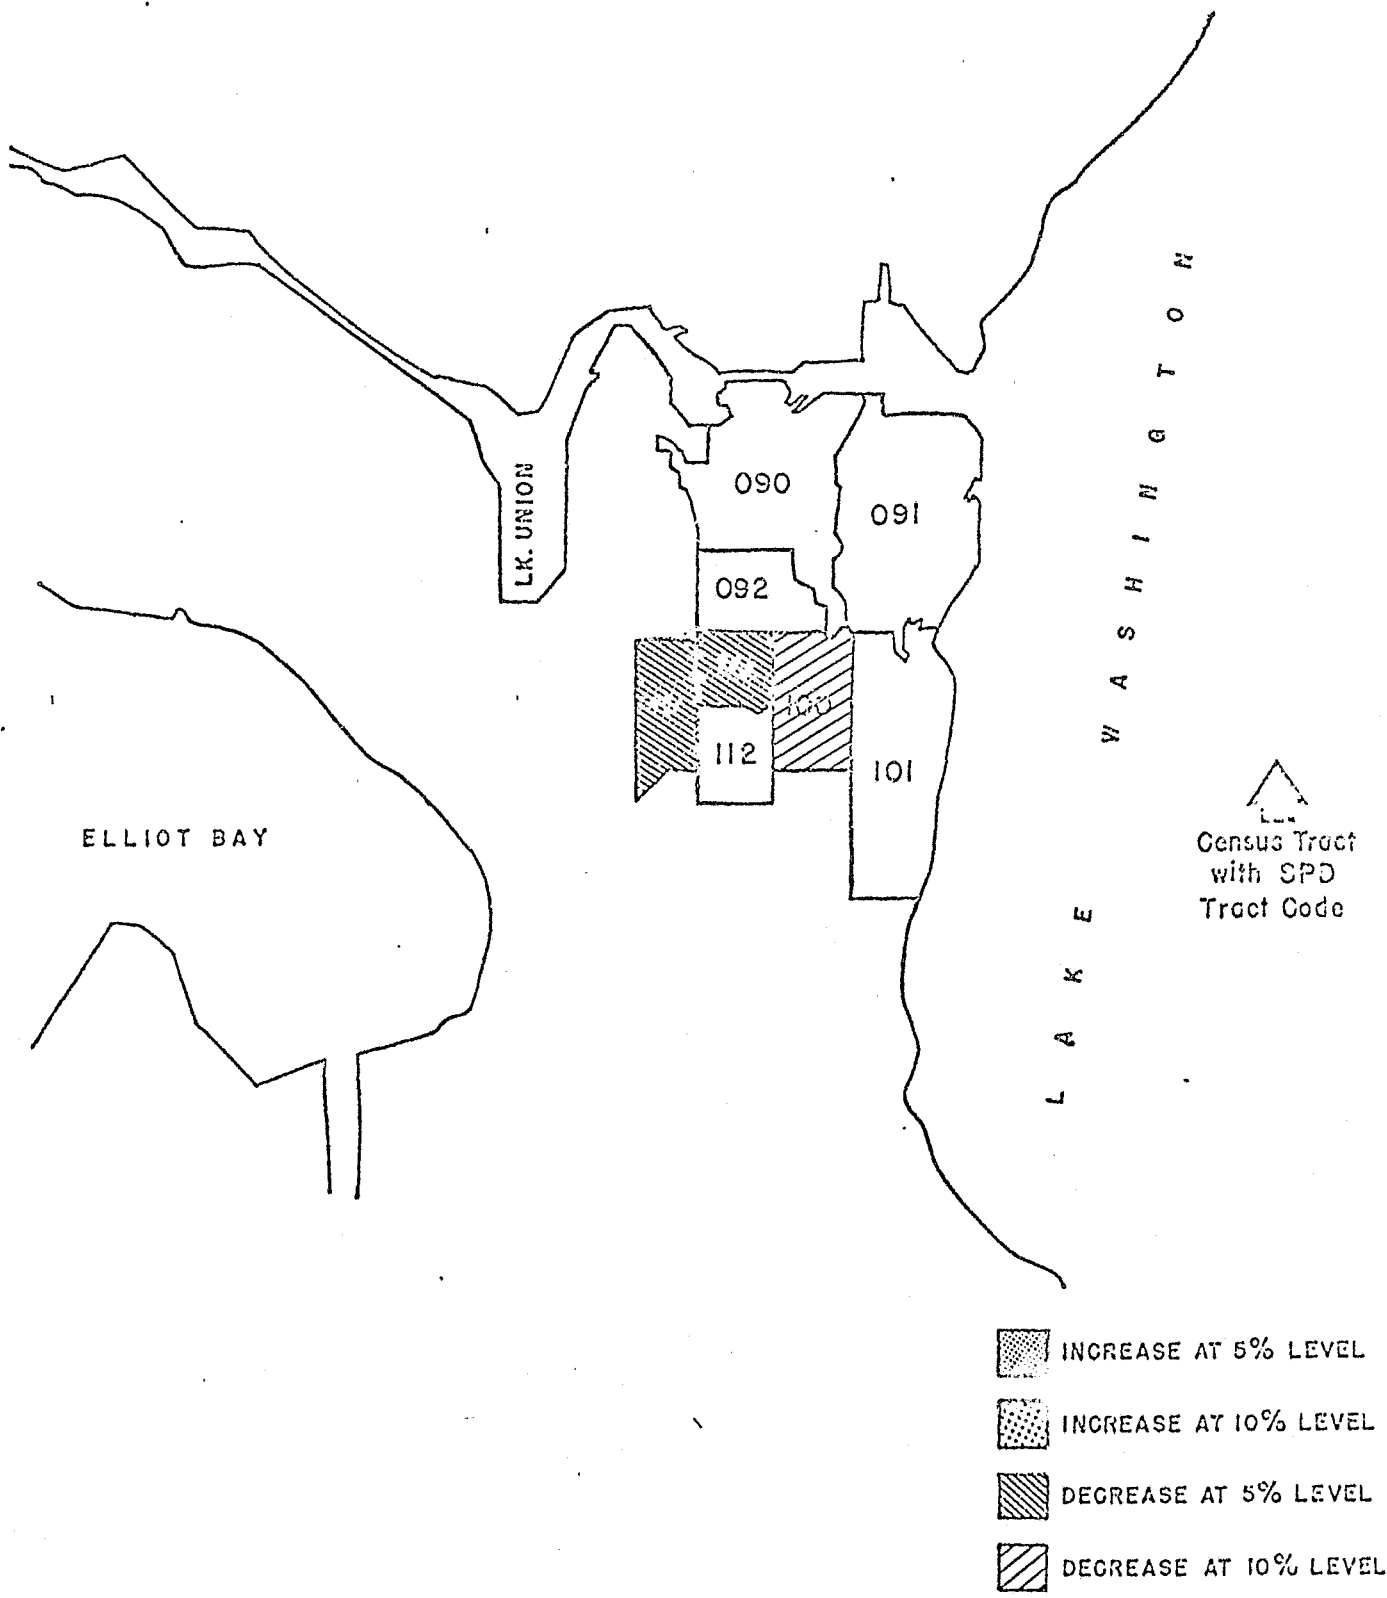 LK. UNION
090
091
092
100
112
101
ELLIOT BAY
LAKE WASHINGTON
Census Tract
with SPD
Tract Code
INCREASE AT 5% LEVEL
INCREASE AT 10% LEVEL
DECREASE AT 5% LEVEL
DECREASE AT 10% LEVEL